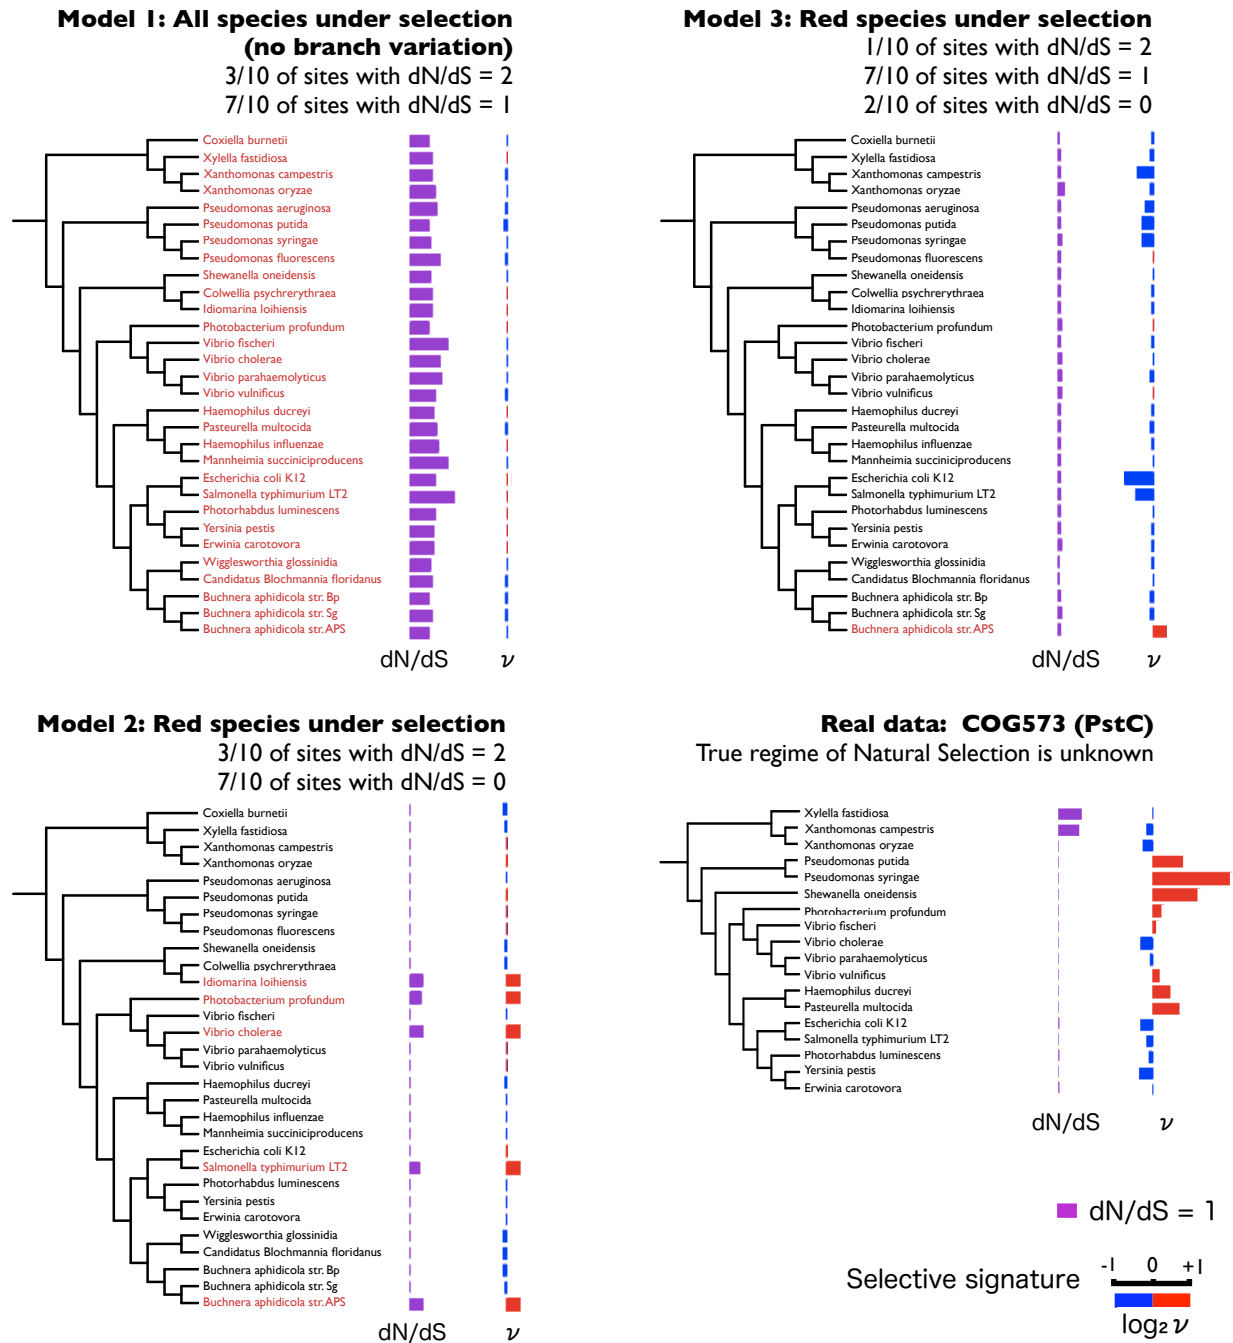 Model 1: All species under selection
(no branch variation)
3/10 of sites with dN/dS = 2
7/10 of sites with dN/dS = 1
Coxiella burnetii
Xylella fastidiosa
Xanthomonas campestris
Xanthomonas oryzae
Pseudomonas aeruginosa
Pseudomonas putida
Pseudomonas syringae
Pseudomonas fluorescens
Shewanella oneidensis
Colwellia psychrerythraea
Idiomarina loihiensis
Photobacterium profundum
Vibrio fischeri
Vibrio cholerae
Vibrio parahaemolyticus
Vibrio vulnificus
Haemophilus ducreyi
Pasteurella multocida
Haemophilus influenzae
Mannheimia succiniciproducens
Escherichia coli K12
Salmonella typhimurium LT2
Photorhabdus luminescens
Yersinia pestis
Erwinia carotovora
Wigglesworthia glossinidia
Candidatus Blochmannia floridanus
Buchnera aphidicola str. Bp
Buchnera aphidicola str. Sg
Buchnera aphidicola str. APS
dN/dS ν
Model 3: Red species under selection
1/10 of sites with dN/dS = 2
7/10 of sites with dN/dS = 1
2/10 of sites with dN/dS = 0
Coxiella burnetii
Xylella fastidiosa
Xanthomonas campestris
Xanthomonas oryzae
Pseudomonas aeruginosa
Pseudomonas putida
Pseudomonas syringae
Pseudomonas fluorescens
Shewanella oneidensis
Colwellia psychrerythraea
Idiomarina loihiensis
Photobacterium profundum
Vibrio fischeri
Vibrio cholerae
Vibrio parahaemolyticus
Vibrio vulnificus
Haemophilus ducreyi
Pasteurella multocida
Haemophilus influenzae
Mannheimia succiniciproducens
Escherichia coli K12
Salmonella typhimurium LT2
Photorhabdus luminescens
Yersinia pestis
Erwinia carotovora
Wigglesworthia glossinidia
Candidatus Blochmannia floridanus
Buchnera aphidicola str. Bp
Buchnera aphidicola str. Sg
Buchnera aphidicola str. APS
dN/dS ν
Model 2: Red species under selection
3/10 of sites with dN/dS = 2
7/10 of sites with dN/dS = 0
Coxiella burnetii
Xylella fastidiosa
Xanthomonas campestris
Xanthomonas oryzae
Pseudomonas aeruginosa
Pseudomonas putida
Pseudomonas syringae
Pseudomonas fluorescens
Shewanella oneidensis
Colwellia psychrerythraea
Idiomarina loihiensis
Photobacterium profundum
Vibrio fischeri
Vibrio cholerae
Vibrio parahaemolyticus
Vibrio vulnificus
Haemophilus ducreyi
Pasteurella multocida
Haemophilus influenzae
Mannheimia succiniciproducens
Escherichia coli K12
Salmonella typhimurium LT2
Photorhabdus luminescens
Yersinia pestis
Erwinia carotovora
Wigglesworthia glossinidia
Candidatus Blochmannia floridanus
Buchnera aphidicola str. Bp
Buchnera aphidicola str. Sg
Buchnera aphidicola str. APS
dN/dS ν
Real data: COG573 (PstC)
True regime of Natural Selection is unknown
Xylella fastidiosa
Xanthomonas campestris
Xanthomonas oryzae
Pseudomonas putida
Pseudomonas syringae
Shewanella oneidensis
Photobacterium profundum
Vibrio fischeri
Vibrio cholerae
Vibrio parahaemolyticus
Vibrio vulnificus
Haemophilus ducreyi
Pasteurella multocida
Escherichia coli K12
Salmonella typhimurium LT2
Photorhabdus luminescens
Yersinia pestis
Erwinia carotovora
dN/dS ν
dN/dS = 1
-1 0 +1
Selective signature
log₂ ν